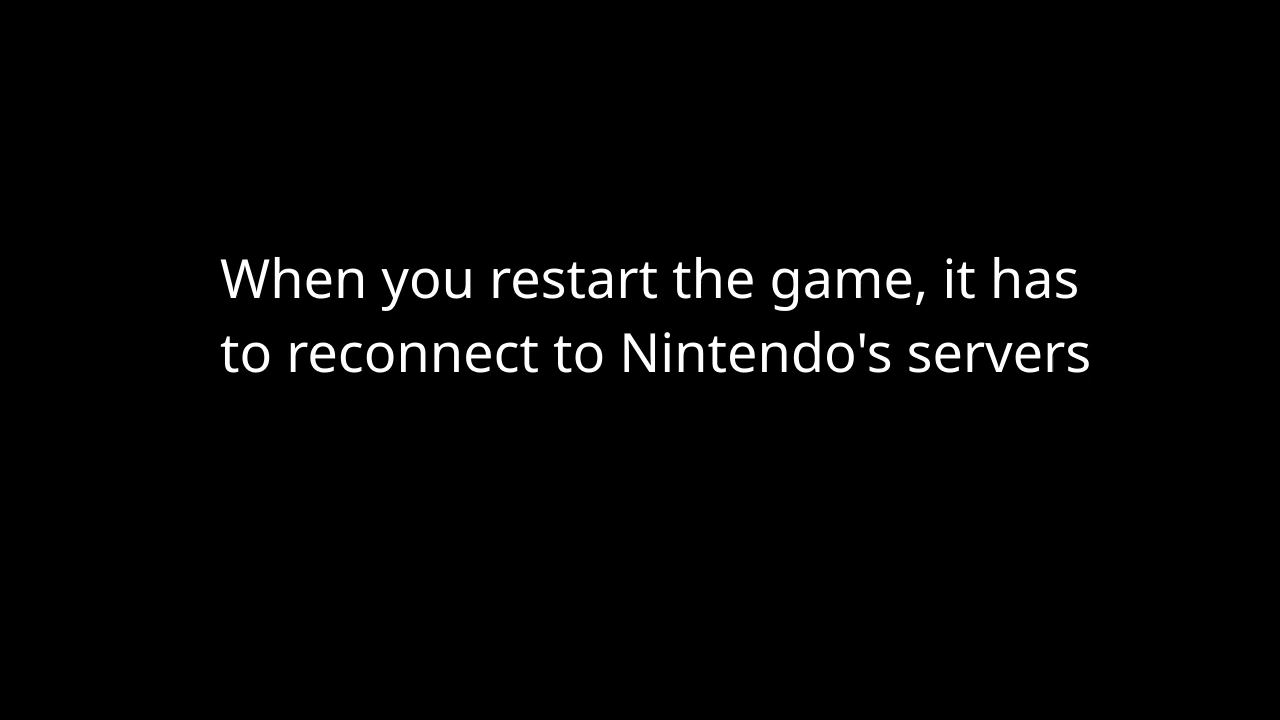 When you restart the game, it has
to reconnect to Nintendo's servers